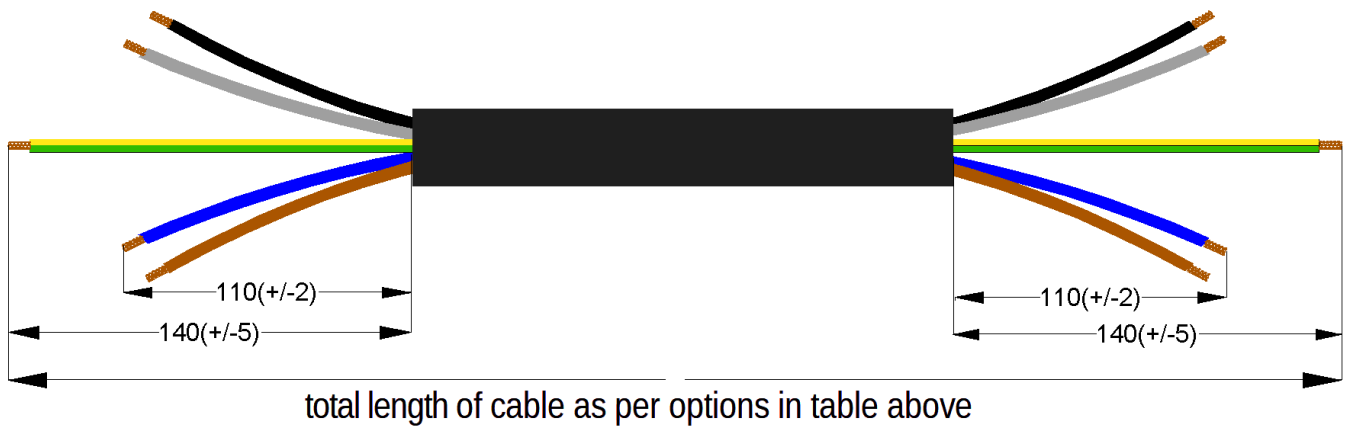 110(+/-2)
110(+/-2)
140(+/-5)
140(+/-5)
total length of cable as per options in table above